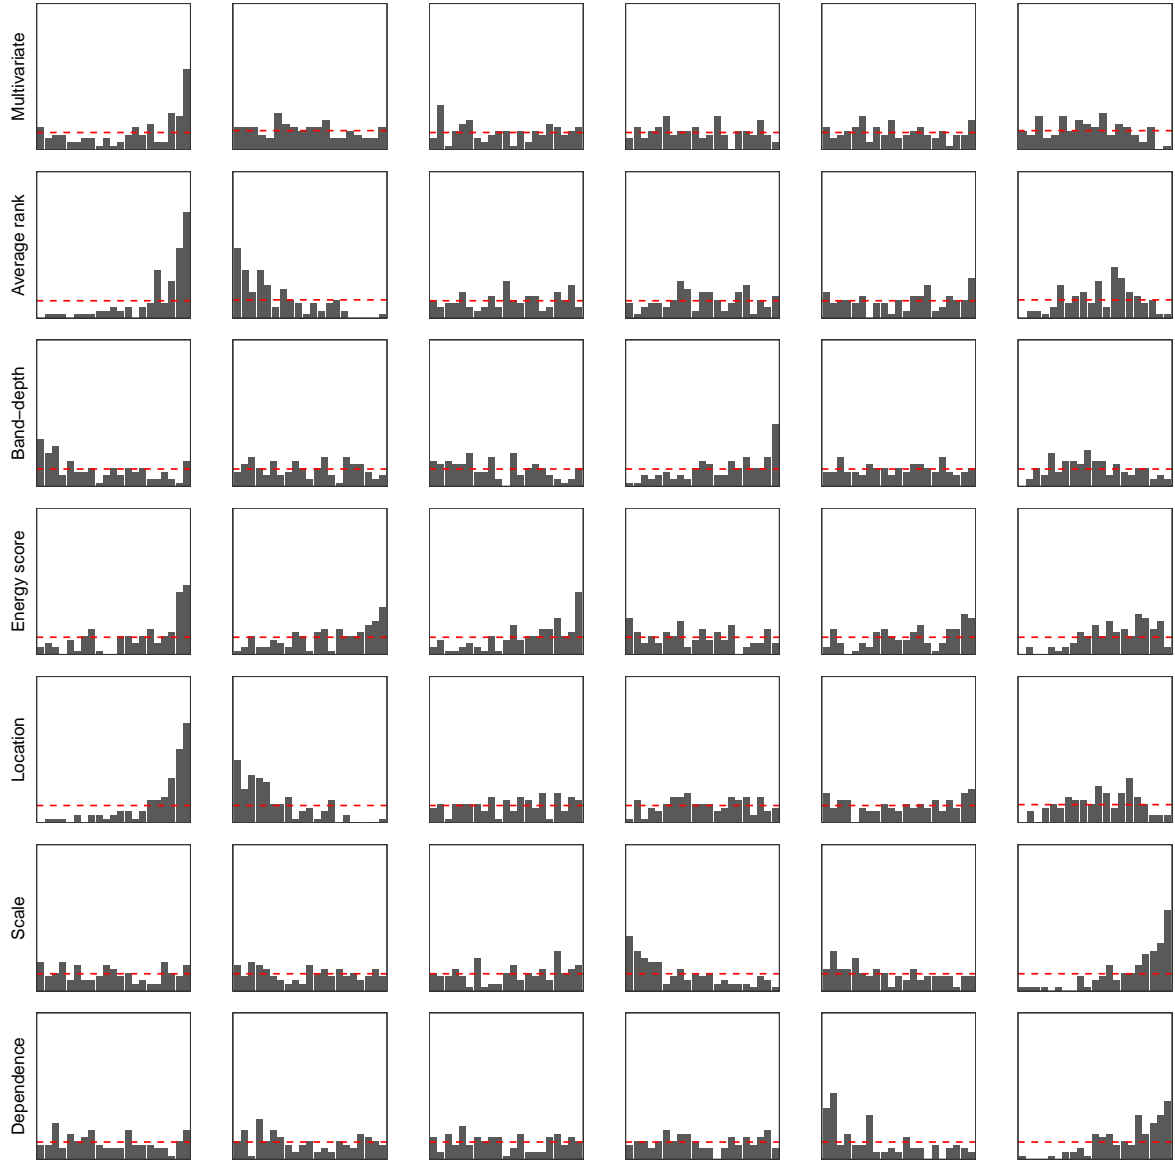 Multivariate
Average rank
Band−depth
Energy score
Location
Scale
Dependence